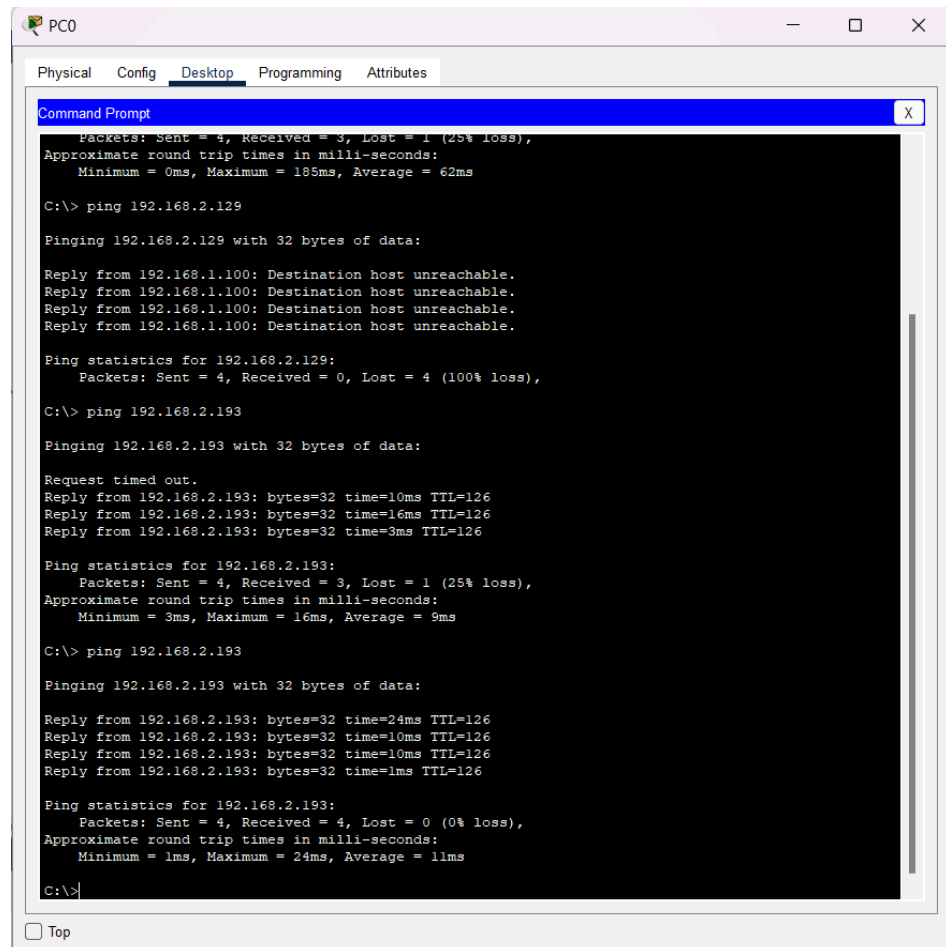 PC0
Physical Config Desktop Programming Attributes
Command Prompt X
Packets: Sent = 4, Received = 3, Lost = 1 (25% loss),
Approximate round trip times in milli-seconds:
Minimum = 0ms, Maximum = 185ms, Average = 62ms
C:\> ping 192.168.2.129
Pinging 192.168.2.129 with 32 bytes of data:
Reply from 192.168.1.100: Destination host unreachable.
Reply from 192.168.1.100: Destination host unreachable.
Reply from 192.168.1.100: Destination host unreachable.
Reply from 192.168.1.100: Destination host unreachable.
Ping statistics for 192.168.2.129:
Packets: Sent = 4, Received = 0, Lost = 4 (100% loss),
C:\> ping 192.168.2.193
Pinging 192.168.2.193 with 32 bytes of data:
Request timed out.
Reply from 192.168.2.193: bytes=32 time=10ms TTL=126
Reply from 192.168.2.193: bytes=32 time=16ms TTL=126
Reply from 192.168.2.193: bytes=32 time=3ms TTL=126
Ping statistics for 192.168.2.193:
Packets: Sent = 4, Received = 3, Lost = 1 (25% loss),
Approximate round trip times in milli-seconds:
Minimum = 3ms, Maximum = 16ms, Average = 9ms
C:\> ping 192.168.2.193
Pinging 192.168.2.193 with 32 bytes of data:
Reply from 192.168.2.193: bytes=32 time=24ms TTL=126
Reply from 192.168.2.193: bytes=32 time=10ms TTL=126
Reply from 192.168.2.193: bytes=32 time=10ms TTL=126
Reply from 192.168.2.193: bytes=32 time=1ms TTL=126
Ping statistics for 192.168.2.193:
Packets: Sent = 4, Received = 4, Lost = 0 (0% loss),
Approximate round trip times in milli-seconds:
Minimum = 1ms, Maximum = 24ms, Average = 11ms
C:\>
Top